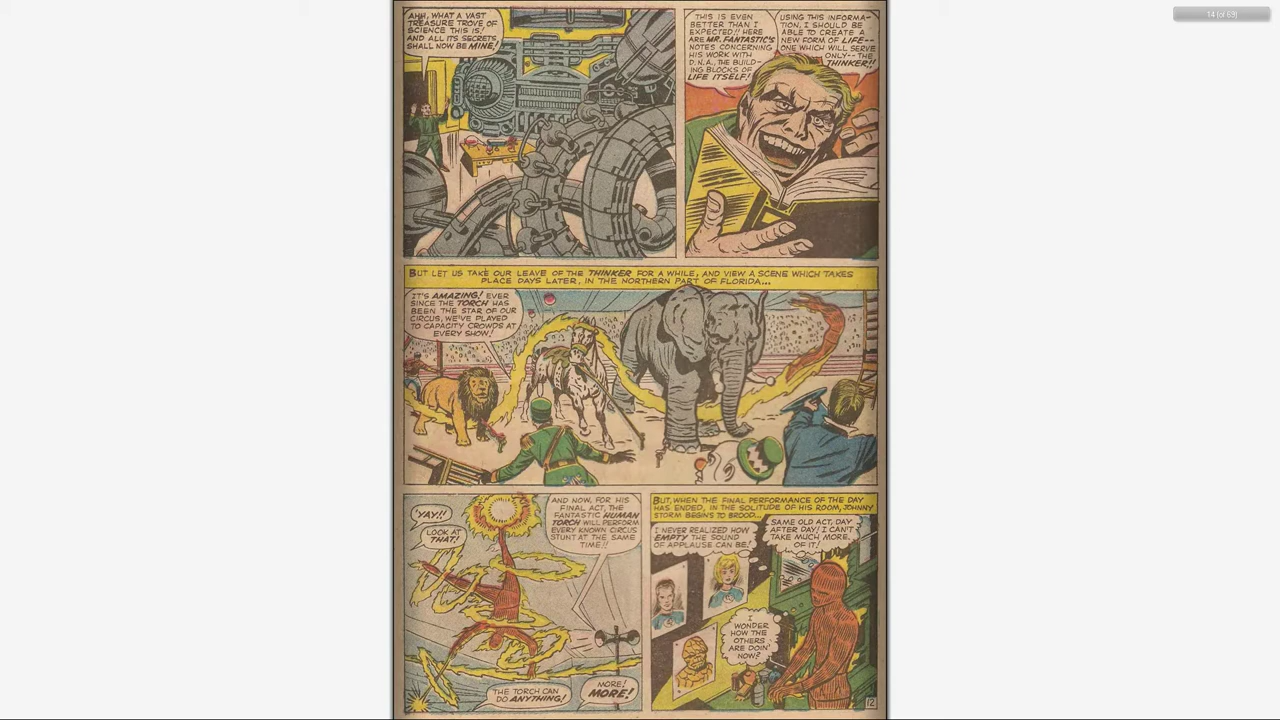 14 (of 69)
AHH, WHAT A VAST
TREASURE TROVE OF
SCIENCE THIS IS!
AND ALL ITS SECRETS
SHALL NOW BE MINE!
THIS IS EVEN
BETTER THAN I
EXPECTED!! HERE
ARE MR. FANTASTIC'S
NOTES CONCERNING
HIS WORK WITH
D.N.A., THE BUILD-
ING BLOCKS OF
LIFE ITSELF!
USING THIS INFORMA-
TION, I SHOULD BE
ABLE TO CREATE A
NEW FORM OF LIFE--
ONE WHICH WILL SERVE
ONLY-- THE
THINKER!!
BUT LET US TAKE OUR LEAVE OF THE THINKER FOR A WHILE, AND VIEW A SCENE WHICH TAKES
PLACE DAYS LATER, IN THE NORTHERN PART OF FLORIDA...
IT'S AMAZING! EVER
SINCE THE TORCH HAS
BEEN THE STAR OF OUR
CIRCUS, WE'VE PLAYED
TO CAPACITY CROWDS AT
EVERY SHOW!
'YAY!!'
LOOK AT
THAT!
AND NOW, FOR HIS
FINAL ACT, THE
FANTASTIC HUMAN
TORCH WILL PERFORM
EVERY KNOWN CIRCUS
STUNT AT THE SAME
TIME!!
THE TORCH CAN
DO ANYTHING!
MORE!
MORE!
BUT, WHEN THE FINAL PERFORMANCE OF THE DAY
HAS ENDED, IN THE SOLITUDE OF HIS ROOM, JOHNNY
STORM BEGINS TO BROOD...
I NEVER REALIZED HOW
EMPTY THE SOUND
OF APPLAUSE CAN BE!
SAME OLD ACT, DAY
AFTER DAY! I CAN'T
TAKE MUCH MORE
OF IT!
I
WONDER
HOW THE
OTHERS
ARE DOIN'
NOW?
12